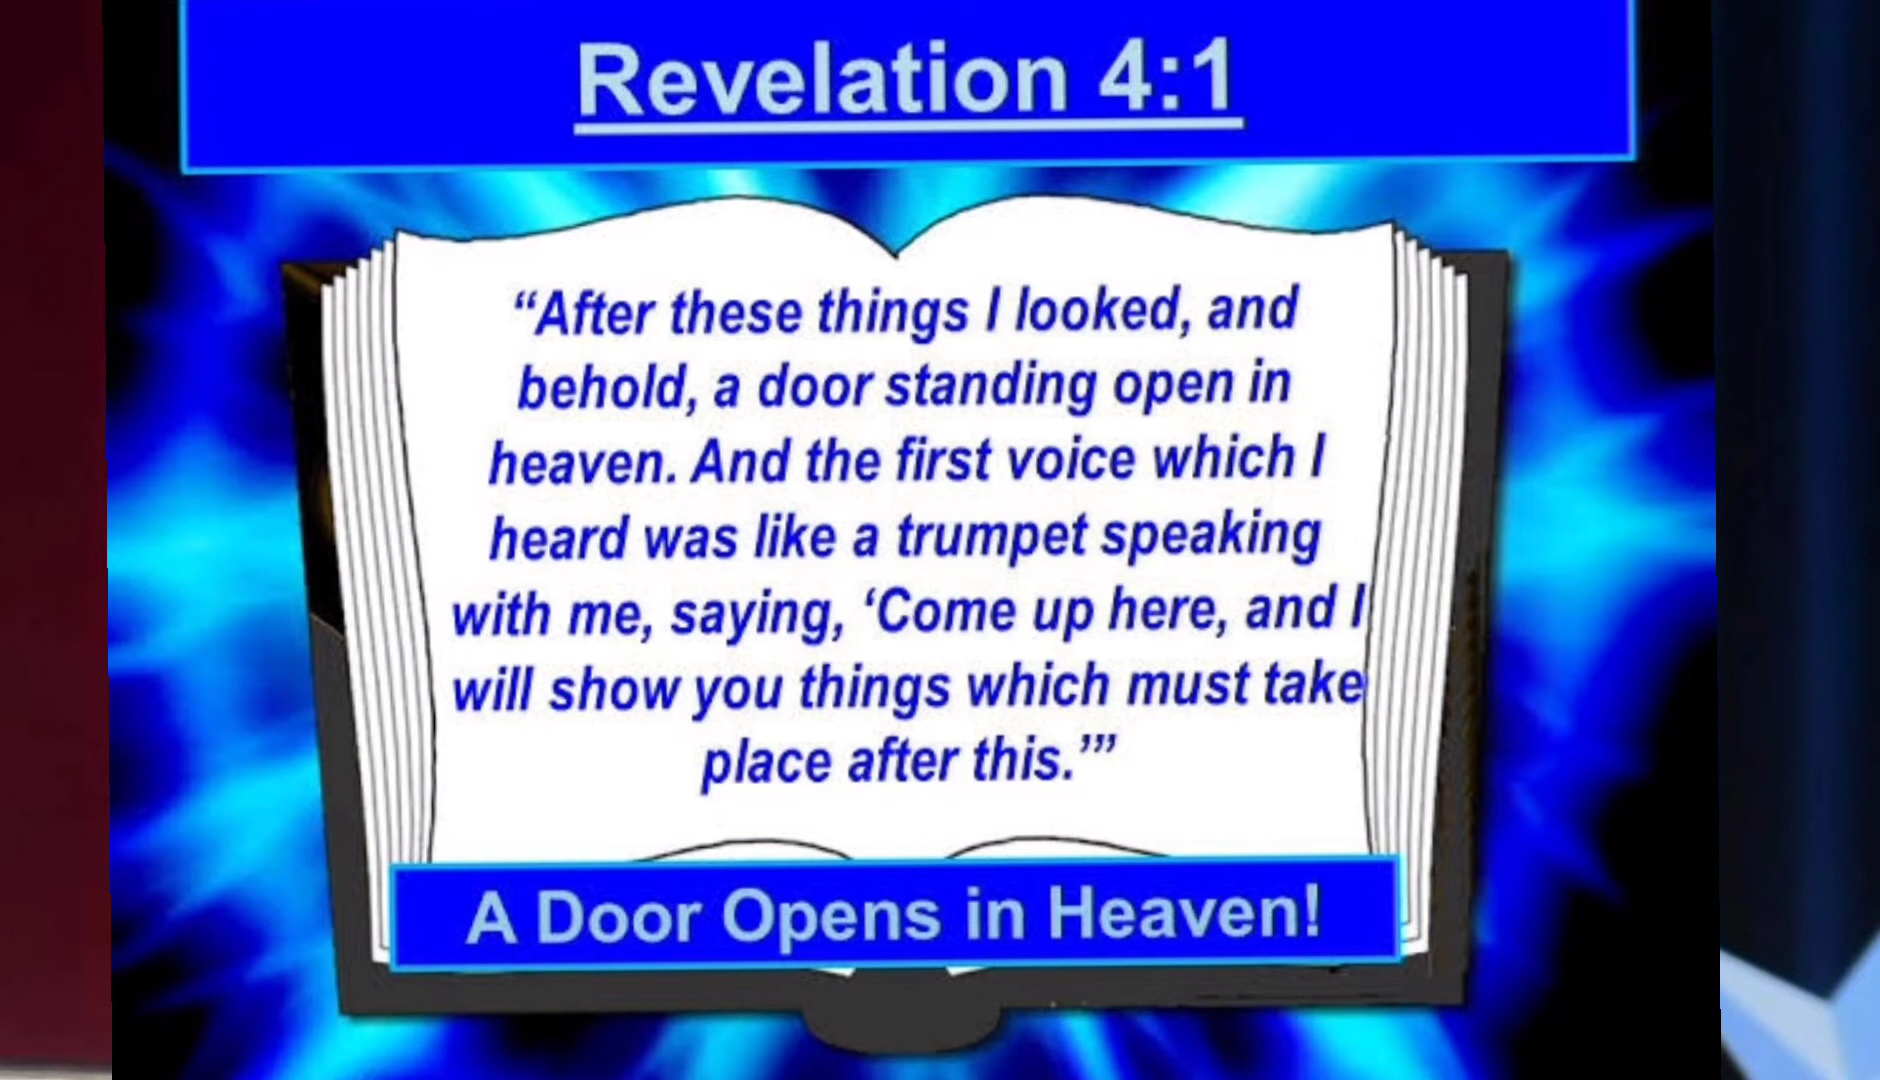 Revelation 4:1
“After these things I looked, and
behold, a door standing open in
heaven. And the first voice which I
heard was like a trumpet speaking
with me, saying, ‘Come up here, and I
will show you things which must take
place after this.’”
A Door Opens in Heaven!